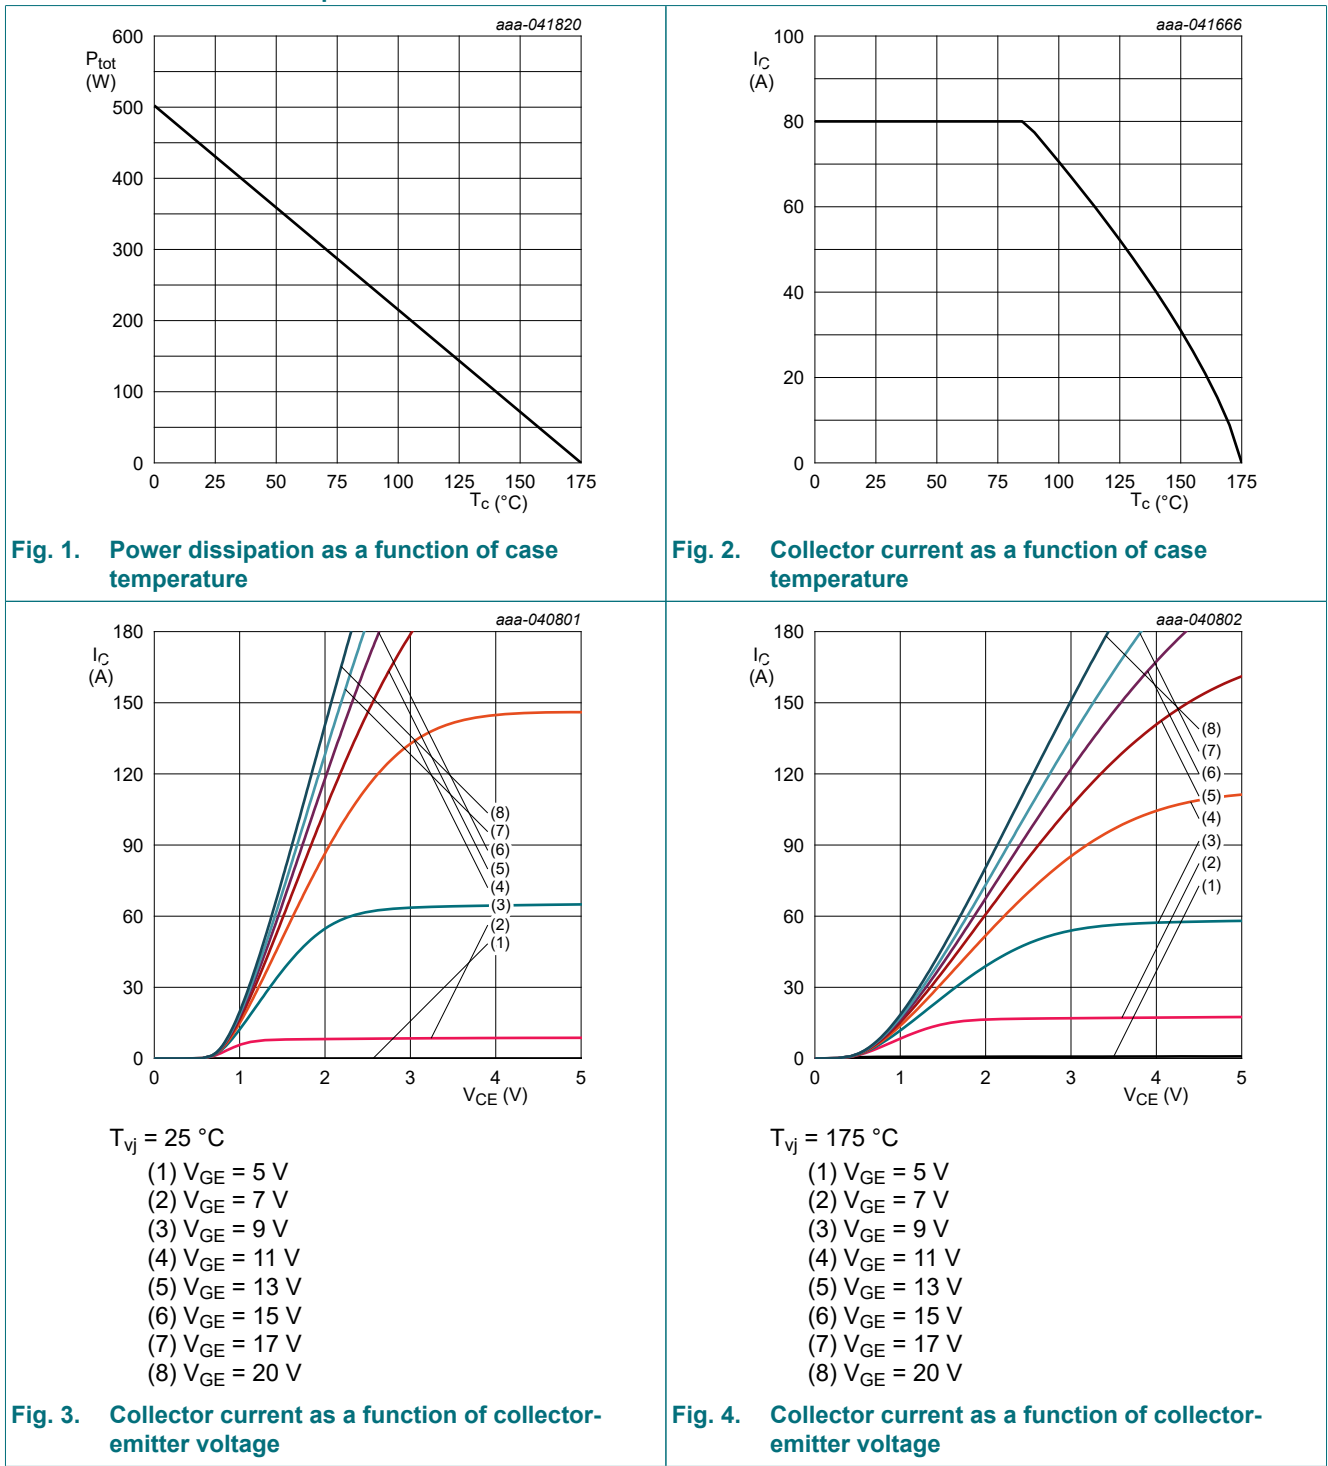 aaa-041820
600
500
400
300
200
100
0
Ptot
(W)
0 25 50 75 100 125 150 175
Tc (°C)
Fig. 1. Power dissipation as a function of case
temperature
aaa-041666
100
80
60
40
20
0
IC
(A)
0 25 50 75 100 125 150 175
Tc (°C)
Fig. 2. Collector current as a function of case
temperature
aaa-040801
180
150
120
90
60
30
0
IC
(A)
(8)
(7)
(6)
(5)
(4)
(3)
(2)
(1)
0 1 2 3 4 5
VCE (V)
Tvj = 25 °C
(1) VGE = 5 V
(2) VGE = 7 V
(3) VGE = 9 V
(4) VGE = 11 V
(5) VGE = 13 V
(6) VGE = 15 V
(7) VGE = 17 V
(8) VGE = 20 V
Fig. 3. Collector current as a function of collector-
emitter voltage
aaa-040802
180
150
120
90
60
30
0
IC
(A)
(8)
(7)
(6)
(5)
(4)
(3)
(2)
(1)
0 1 2 3 4 5
VCE (V)
Tvj = 175 °C
(1) VGE = 5 V
(2) VGE = 7 V
(3) VGE = 9 V
(4) VGE = 11 V
(5) VGE = 13 V
(6) VGE = 15 V
(7) VGE = 17 V
(8) VGE = 20 V
Fig. 4. Collector current as a function of collector-
emitter voltage